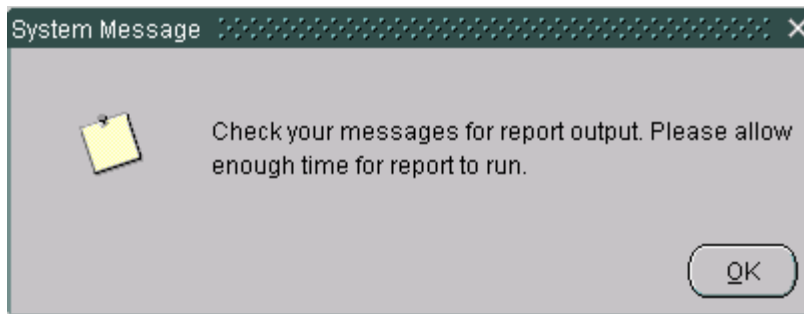 System Message
Check your messages for report output. Please allow
enough time for report to run.
OK